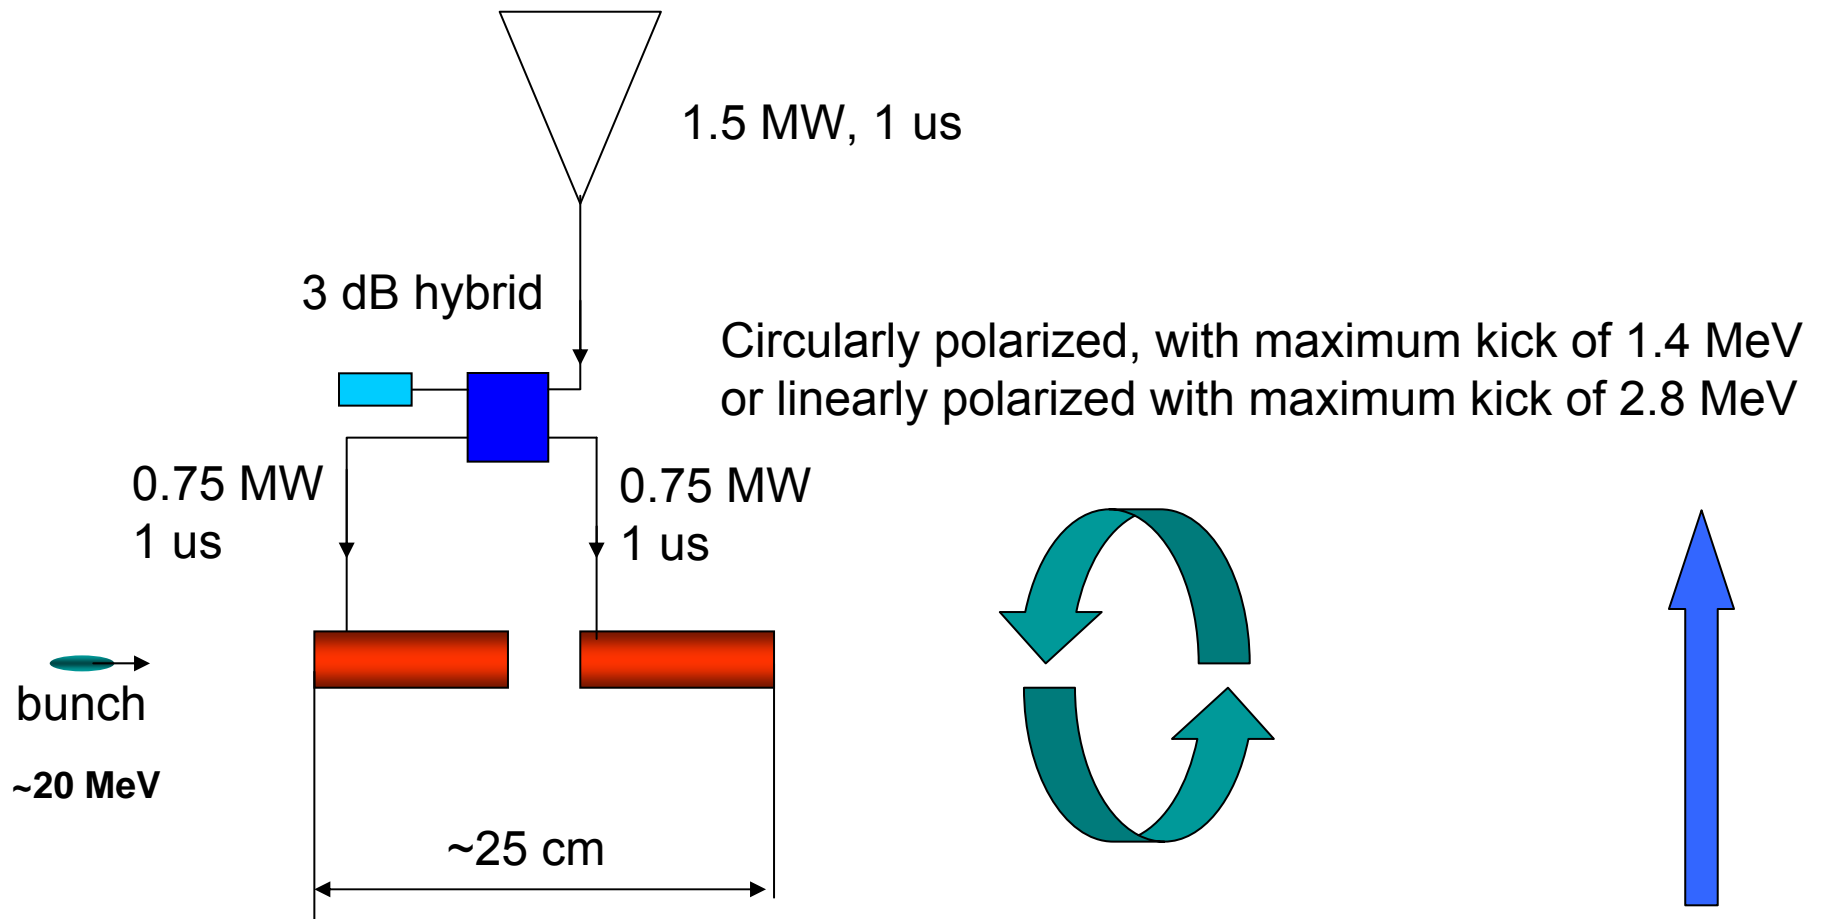 1.5 MW, 1 us
3 dB hybrid
Circularly polarized, with maximum kick of 1.4 MeV
or linearly polarized with maximum kick of 2.8 MeV
0.75 MW
1 us
0.75 MW
1 us
bunch
~20 MeV
~25 cm